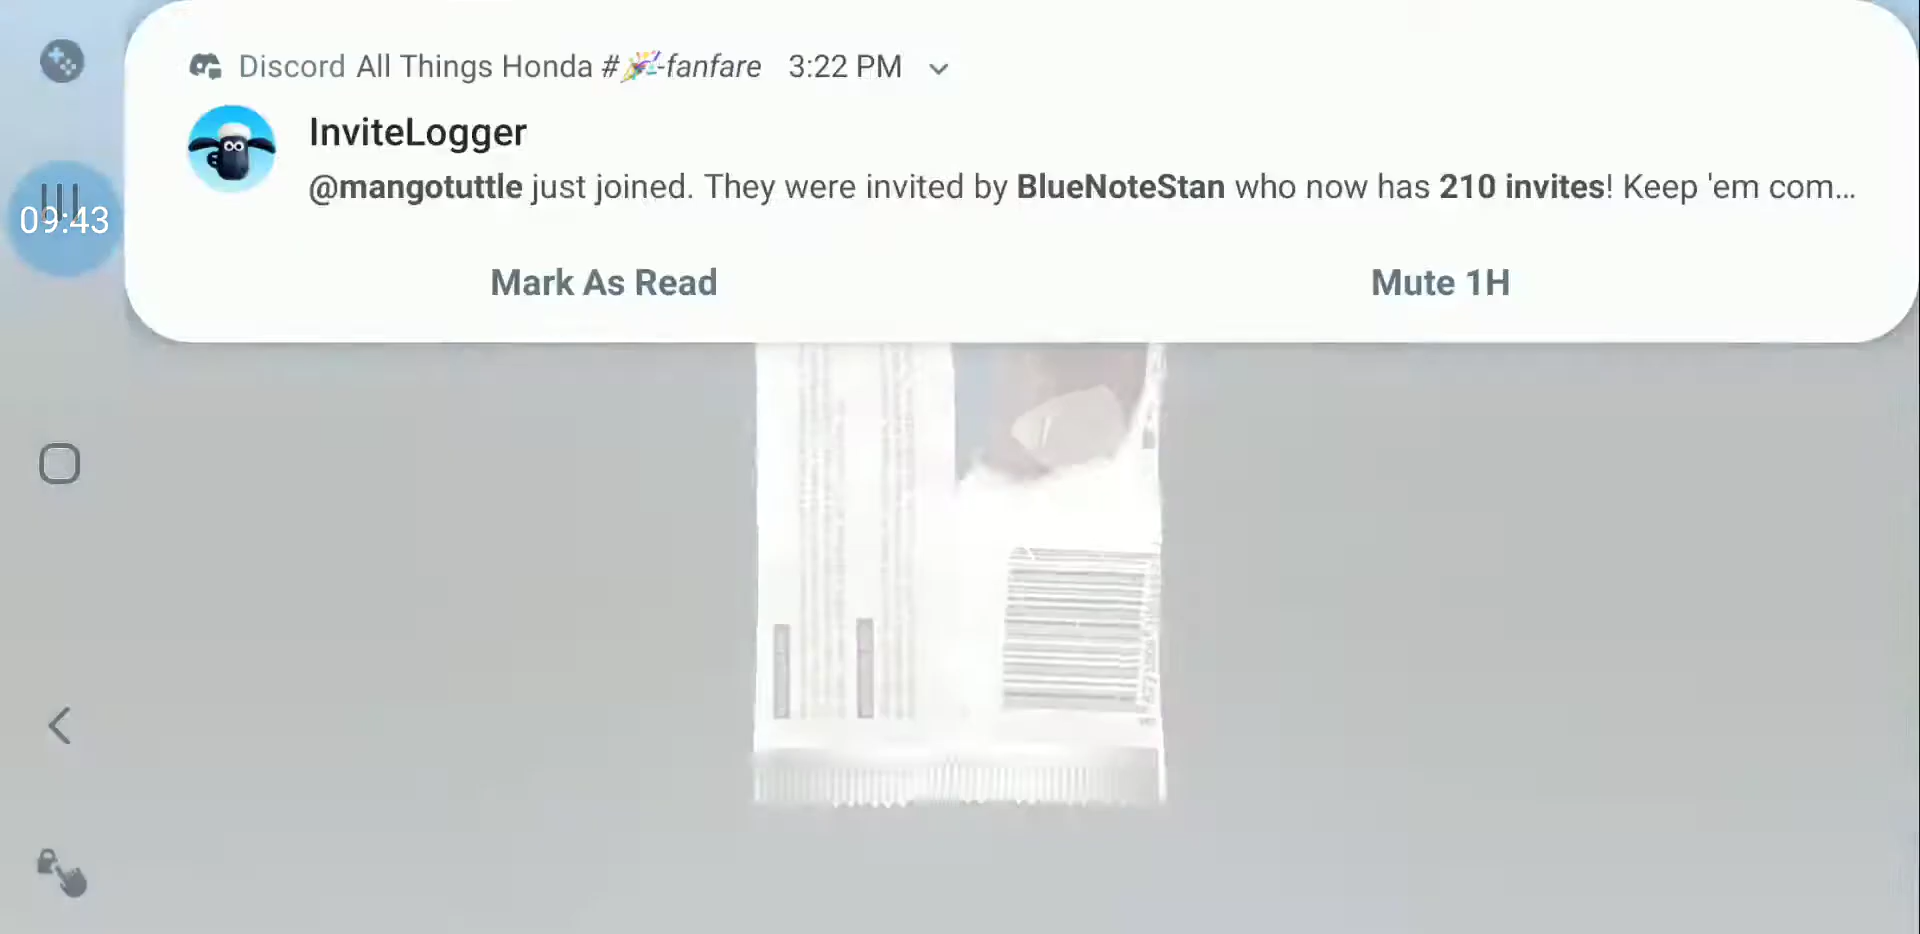 Discord All Things Honda #🎉-fanfare 3:22 PM
InviteLogger
@mangotuttle just joined. They were invited by BlueNoteStan who now has 210 invites! Keep 'em com...
09:43
Mark As Read Mute 1H